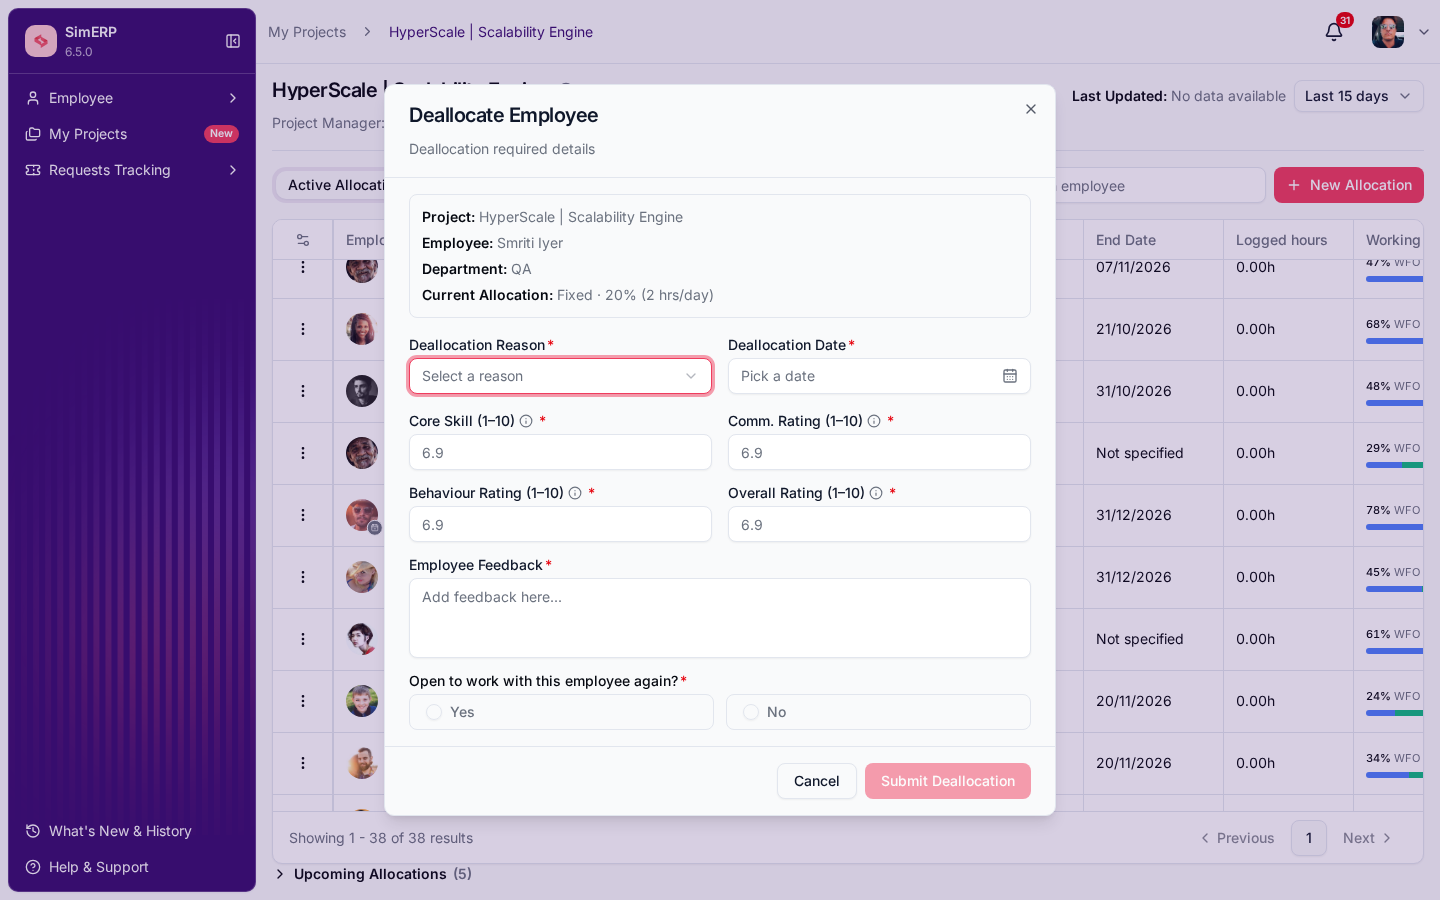 SimERP
6.5.0
Employee
My Projects
New
Requests Tracking
What's New & History
Help & Support
My Projects
HyperScale | Scalability Engine
31
HyperScale |
Project Manager:
Last Updated: No data available
Last 15 days
employee
New Allocation
End Date
Logged hours
Working
07/11/2026
0.00h
47% WFO
21/10/2026
0.00h
68% WFO
31/10/2026
0.00h
48% WFO
Not specified
0.00h
29% WFO
31/12/2026
0.00h
78% WFO
31/12/2026
0.00h
45% WFO
Not specified
0.00h
61% WFO
20/11/2026
0.00h
24% WFO
20/11/2026
0.00h
34% WFO
Showing 1 - 38 of 38 results
Previous
1
Next
Upcoming Allocations (5)
Deallocate Employee
Deallocation required details
Project: HyperScale | Scalability Engine
Employee: Smriti Iyer
Department: QA
Current Allocation: Fixed · 20% (2 hrs/day)
Deallocation Reason*
Select a reason
Deallocation Date*
Pick a date
Core Skill (1–10) *
6.9
Comm. Rating (1–10) *
6.9
Behaviour Rating (1–10) *
6.9
Overall Rating (1–10) *
6.9
Employee Feedback*
Add feedback here...
Open to work with this employee again?*
Yes
No
Cancel
Submit Deallocation